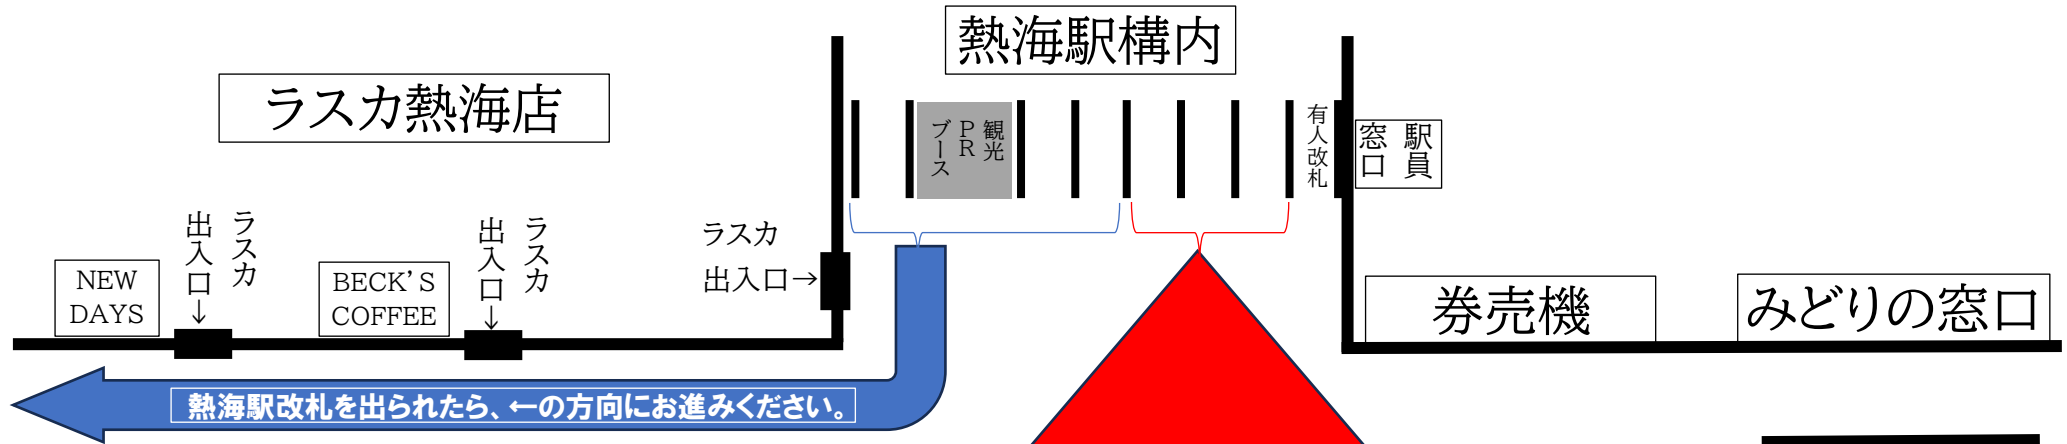 熱海駅構内
ラスカ熱海店
観光
PR
ブース
有人改札
駅員
窓口
ラスカ
出入口→
ラスカ
出入口↓
ラスカ
出入口↓
NEW
DAYS
BECK'S
COFFEE
券売機
みどりの窓口
熱海駅改札を出られたら、←の方向にお進みください。